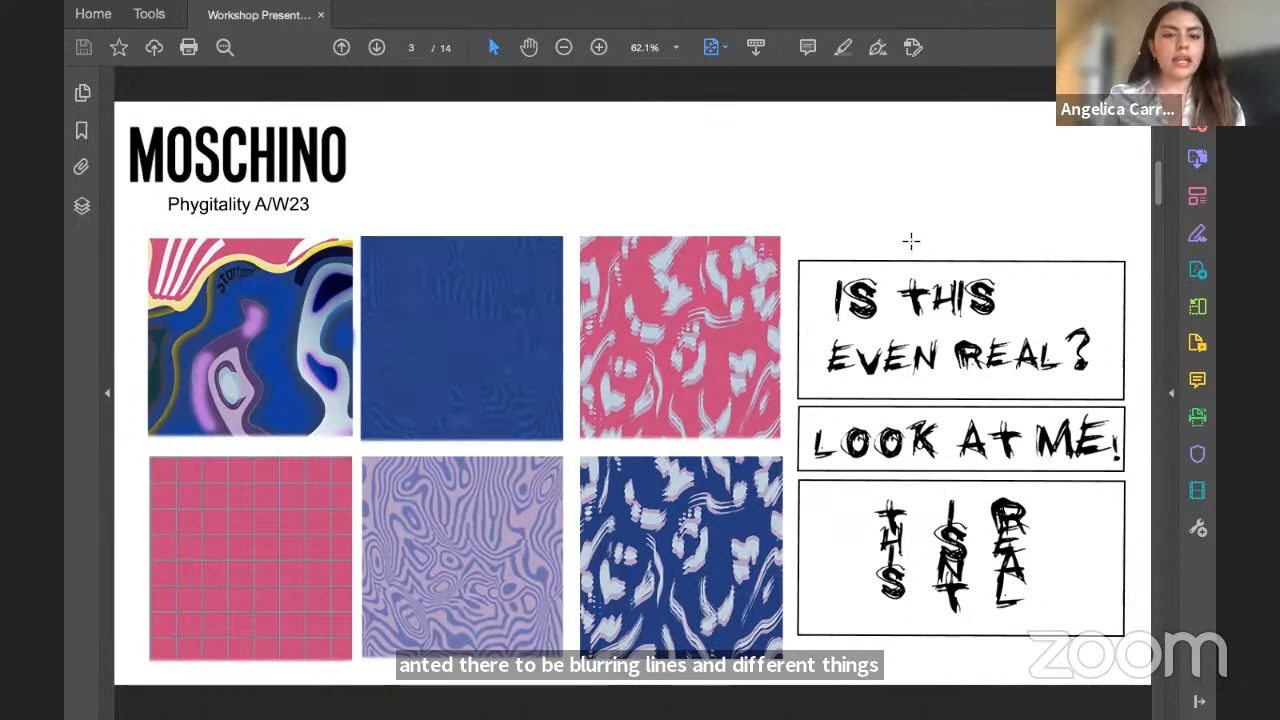 Home
Tools
Workshop Present...
×
3 / 14
62.1%
Angelica Carr...
MOSCHINO
Phygitality A/W23
start
IS THIS
EVEN REAL?
LOOK AT ME!
THIS ISNT REAL
anted there to be blurring lines and different things
zoom